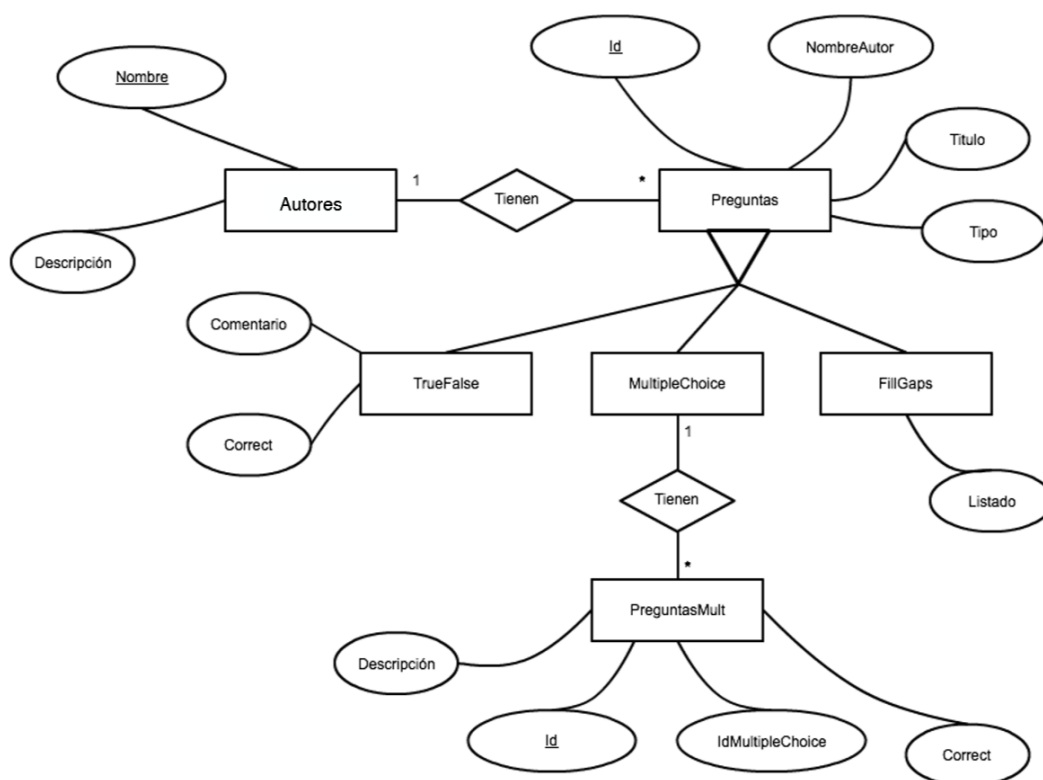 Id
NombreAutor
Nombre
Titulo
Autores
1
Tienen
*
Preguntas
Tipo
Descripción
Comentario
TrueFalse
MultipleChoice
FillGaps
Correct
1
Tienen
Listado
*
PreguntasMult
Descripción
Id
IdMultipleChoice
Correct